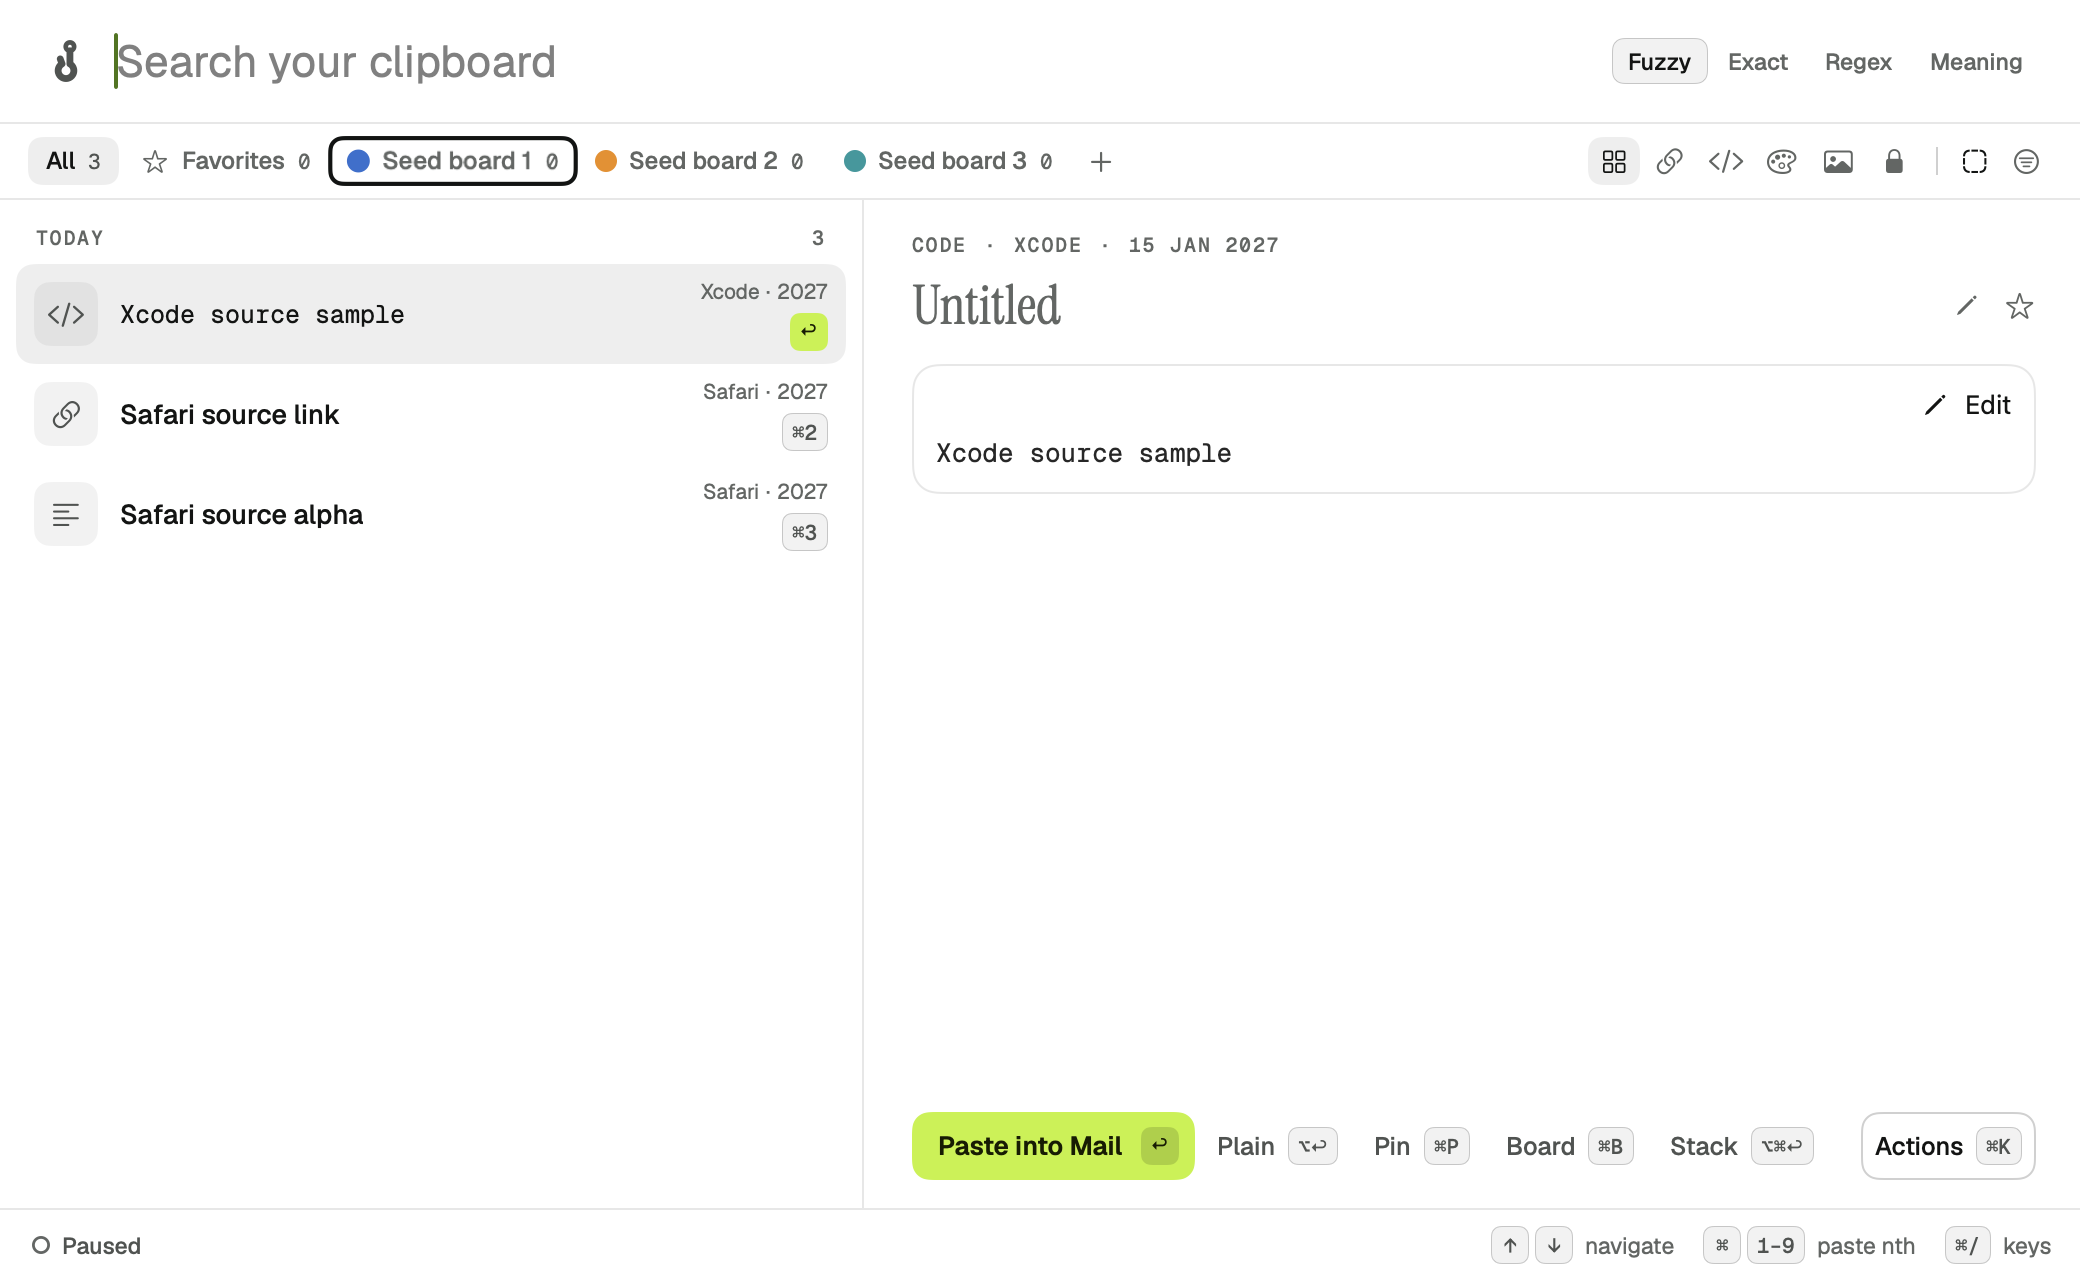 Search your clipboard
Fuzzy Exact Regex Meaning
All 3 Favorites 0 Seed board 1 0 Seed board 2 0 Seed board 3 0
TODAY 3
Xcode source sample
Xcode · 2027
Safari source link
Safari · 2027
⌘2
Safari source alpha
Safari · 2027
⌘3
CODE · XCODE · 15 JAN 2027
Untitled
Edit
Xcode source sample
Paste into Mail ↩ Plain ⌥↩ Pin ⌘P Board ⌘B Stack ⌥⌘↩ Actions ⌘K
Paused
↑ ↓ navigate ⌘ 1-9 paste nth ⌘/ keys